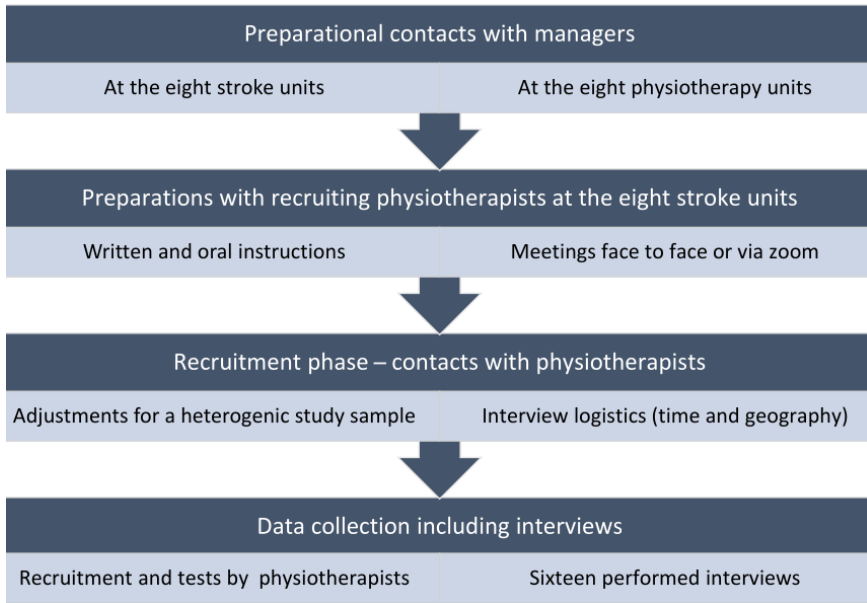 Preparational contacts with managers
At the eight stroke units
At the eight physiotherapy units
Preparations with recruiting physiotherapists at the eight stroke units
Written and oral instructions
Meetings face to face or via zoom
Recruitment phase – contacts with physiotherapists
Adjustments for a heterogenic study sample
Interview logistics (time and geography)
Data collection including interviews
Recruitment and tests by physiotherapists
Sixteen performed interviews